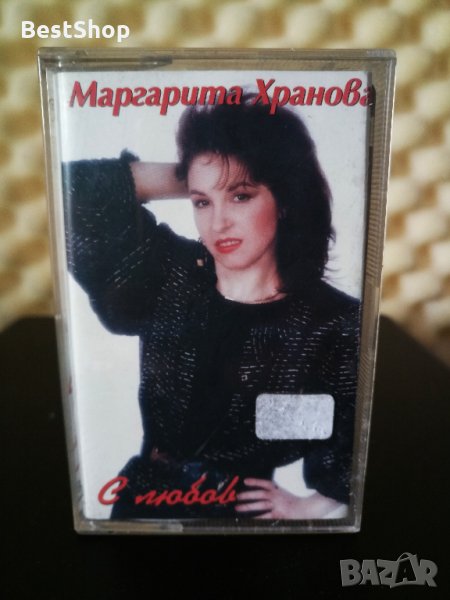 BestShop
Маргарита Хранова
С любов
BAZAR